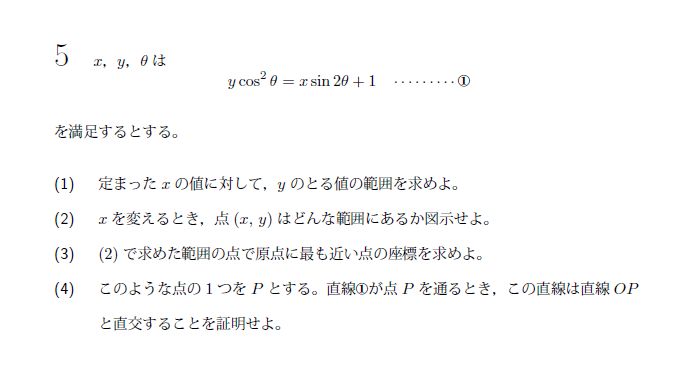 5 x, y, θ は
y cos² θ = x sin 2θ + 1 ·········①
を満足するとする。
(1) 定まった x の値に対して, y のとる値の範囲を求めよ。
(2) x を変えるとき, 点 (x, y) はどんな範囲にあるか図示せよ。
(3) (2) で求めた範囲の点で原点に最も近い点の座標を求めよ。
(4) このような点の 1 つを P とする。直線①が点 P を通るとき, この直線は直線 OP
と直交することを証明せよ。